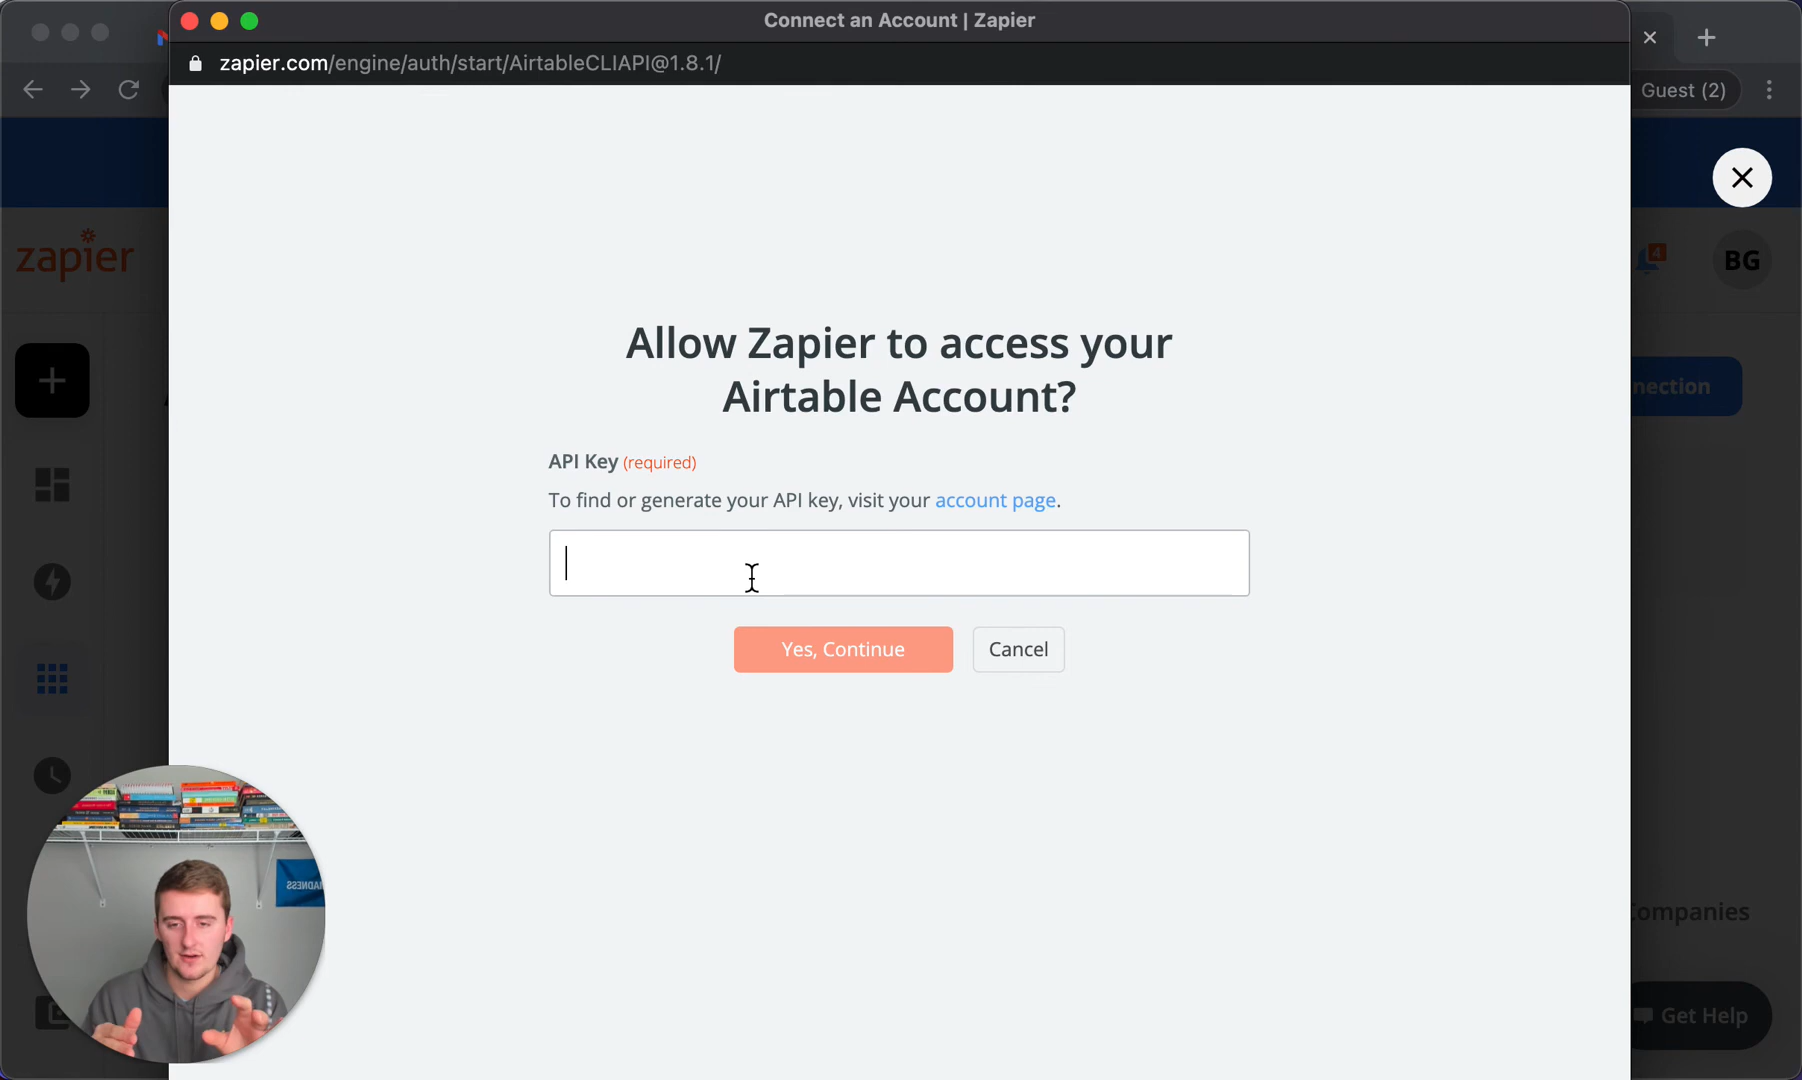 Connect an Account | Zapier
zapier.com/engine/auth/start/AirtableCLIAPI@1.8.1/
Guest (2)
zapier
4
BG
nection
Allow Zapier to access your
Airtable Account?
API Key (required)
To find or generate your API key, visit your account page.
Yes, Continue
Cancel
Companies
Get Help